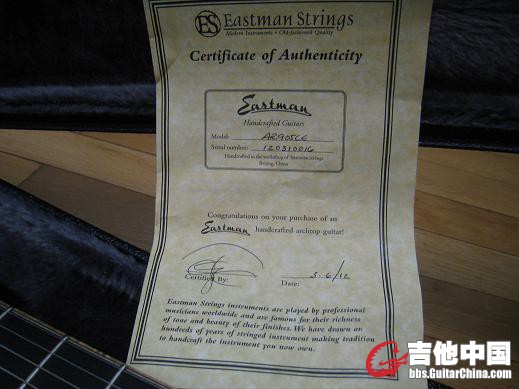 ES Eastman Strings
Modern Instruments • Old-fashioned Quality
Certificate of Authenticity
Eastman
Handcrafted Guitars
Model: AR905CE
Serial number: 120310016
Handcrafted in the workshop of Eastman Strings
Beijing, China
Congratulations on your purchase of an
Eastman handcrafted archtop guitar!
Certified By: Date: 3.6/12
Eastman Strings instruments are played by professional
musicians worldwide and are famous for their richness
of tone and beauty of their finishes. We have drawn on
hundreds of years of stringed instrument making tradition
to handcraft the instrument you now own.
吉他中国
bbs.GuitarChina.com